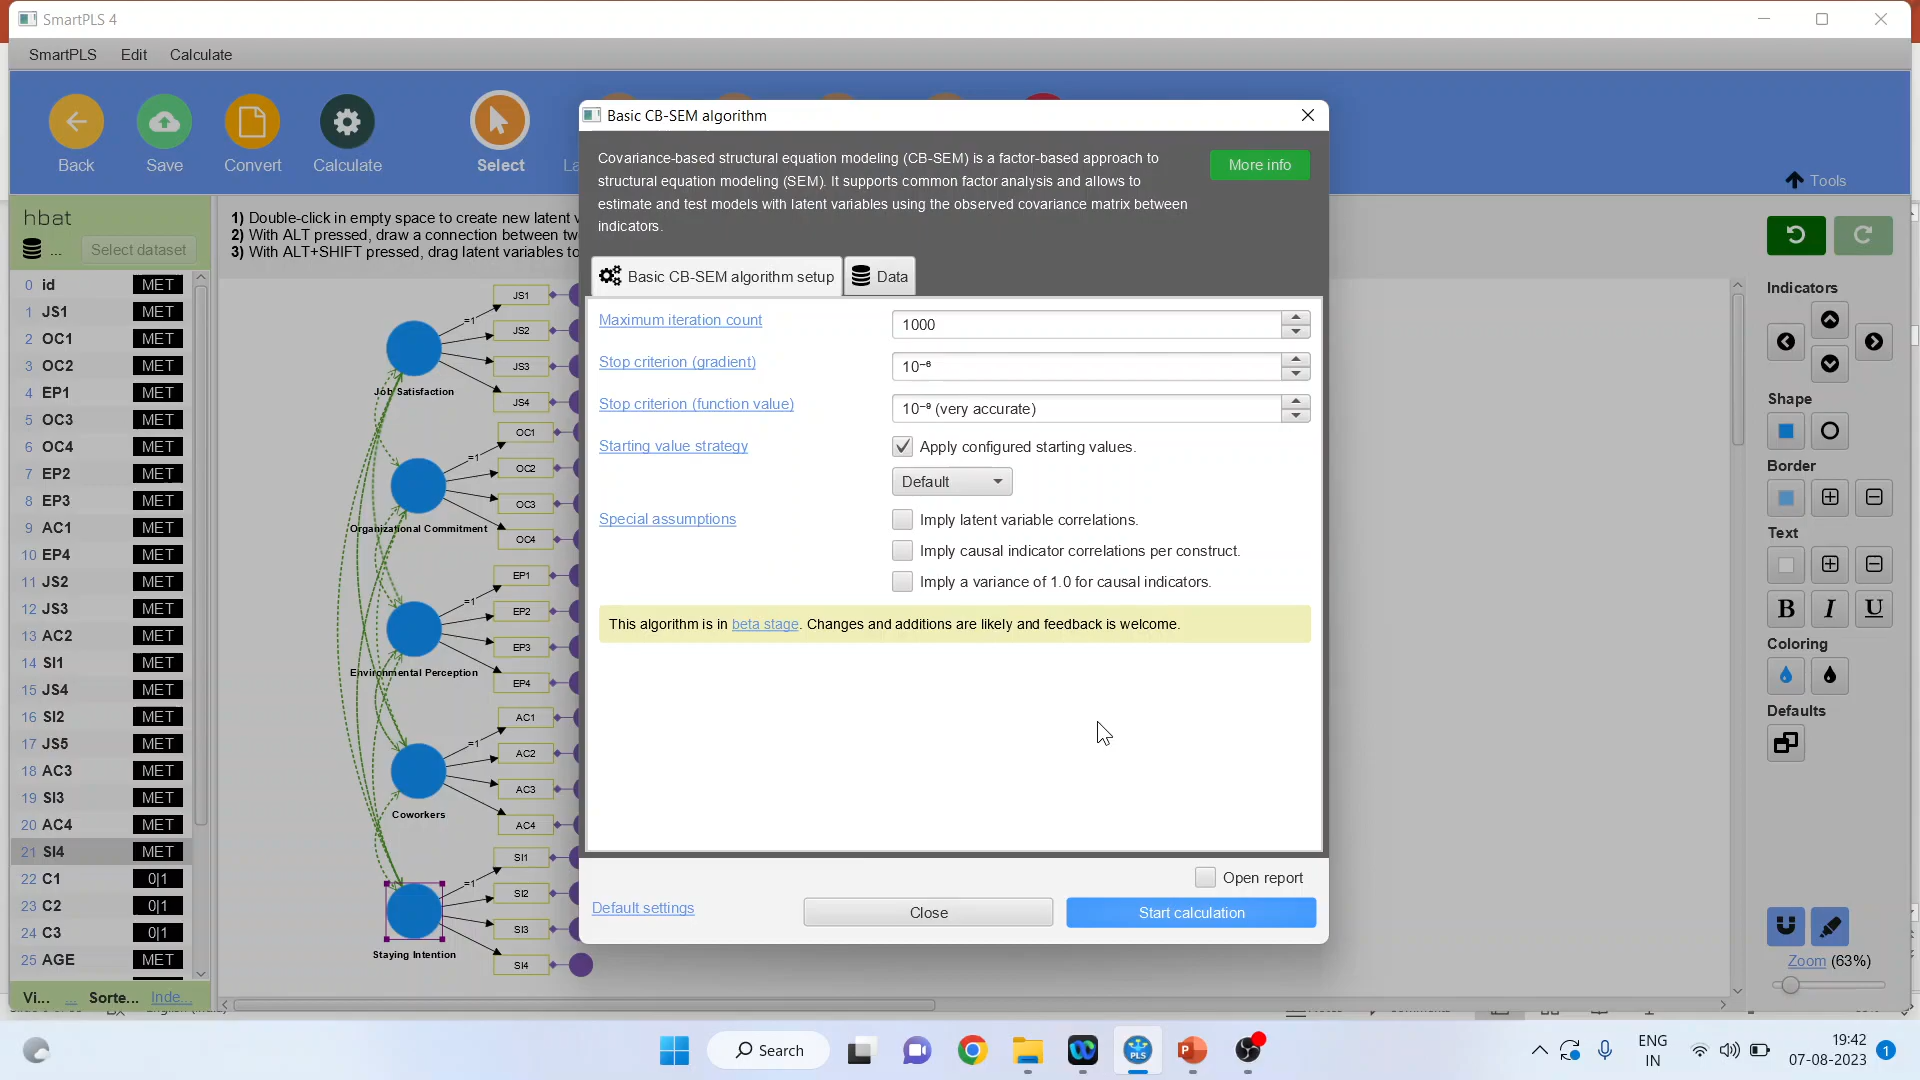 SmartPLS 4
SmartPLS Edit Calculate
Back Save Convert Calculate Select
Tools
hbat
... Select dataset
0 id MET
1 JS1 MET
2 OC1 MET
3 OC2 MET
4 EP1 MET
5 OC3 MET
6 OC4 MET
7 EP2 MET
8 EP3 MET
9 AC1 MET
10 EP4 MET
11 JS2 MET
12 JS3 MET
13 AC2 MET
14 SI1 MET
15 JS4 MET
16 SI2 MET
17 JS5 MET
18 AC3 MET
19 SI3 MET
20 AC4 MET
21 SI4 MET
22 C1 0|1
23 C2 0|1
24 C3 0|1
25 AGE MET
Vi... ... Sorte... Inde...
1) Double-click in empty space to create new latent v
2) With ALT pressed, draw a connection between tw
3) With ALT+SHIFT pressed, drag latent variables to
Job Satisfaction
=1
JS1
JS2
JS3
JS4
Organizational Commitment
=1
OC1
OC2
OC3
OC4
Environmental Perception
=1
EP1
EP2
EP3
EP4
Coworkers
=1
AC1
AC2
AC3
AC4
Staying Intention
=1
SI1
SI2
SI3
SI4
Basic CB-SEM algorithm
Covariance-based structural equation modeling (CB-SEM) is a factor-based approach to
structural equation modeling (SEM). It supports common factor analysis and allows to
estimate and test models with latent variables using the observed covariance matrix between
indicators.
More info
Basic CB-SEM algorithm setup Data
Maximum iteration count 1000
Stop criterion (gradient) 10⁻⁶
Stop criterion (function value) 10⁻⁹ (very accurate)
Starting value strategy Apply configured starting values.
Default
Special assumptions Imply latent variable correlations.
Imply causal indicator correlations per construct.
Imply a variance of 1.0 for causal indicators.
This algorithm is in beta stage. Changes and additions are likely and feedback is welcome.
Open report
Default settings Close Start calculation
Indicators
Shape
Border
Text
B I U
Coloring
Defaults
Zoom (63%)
Search
PLS
P
ENG
IN
19:42
07-08-2023
1